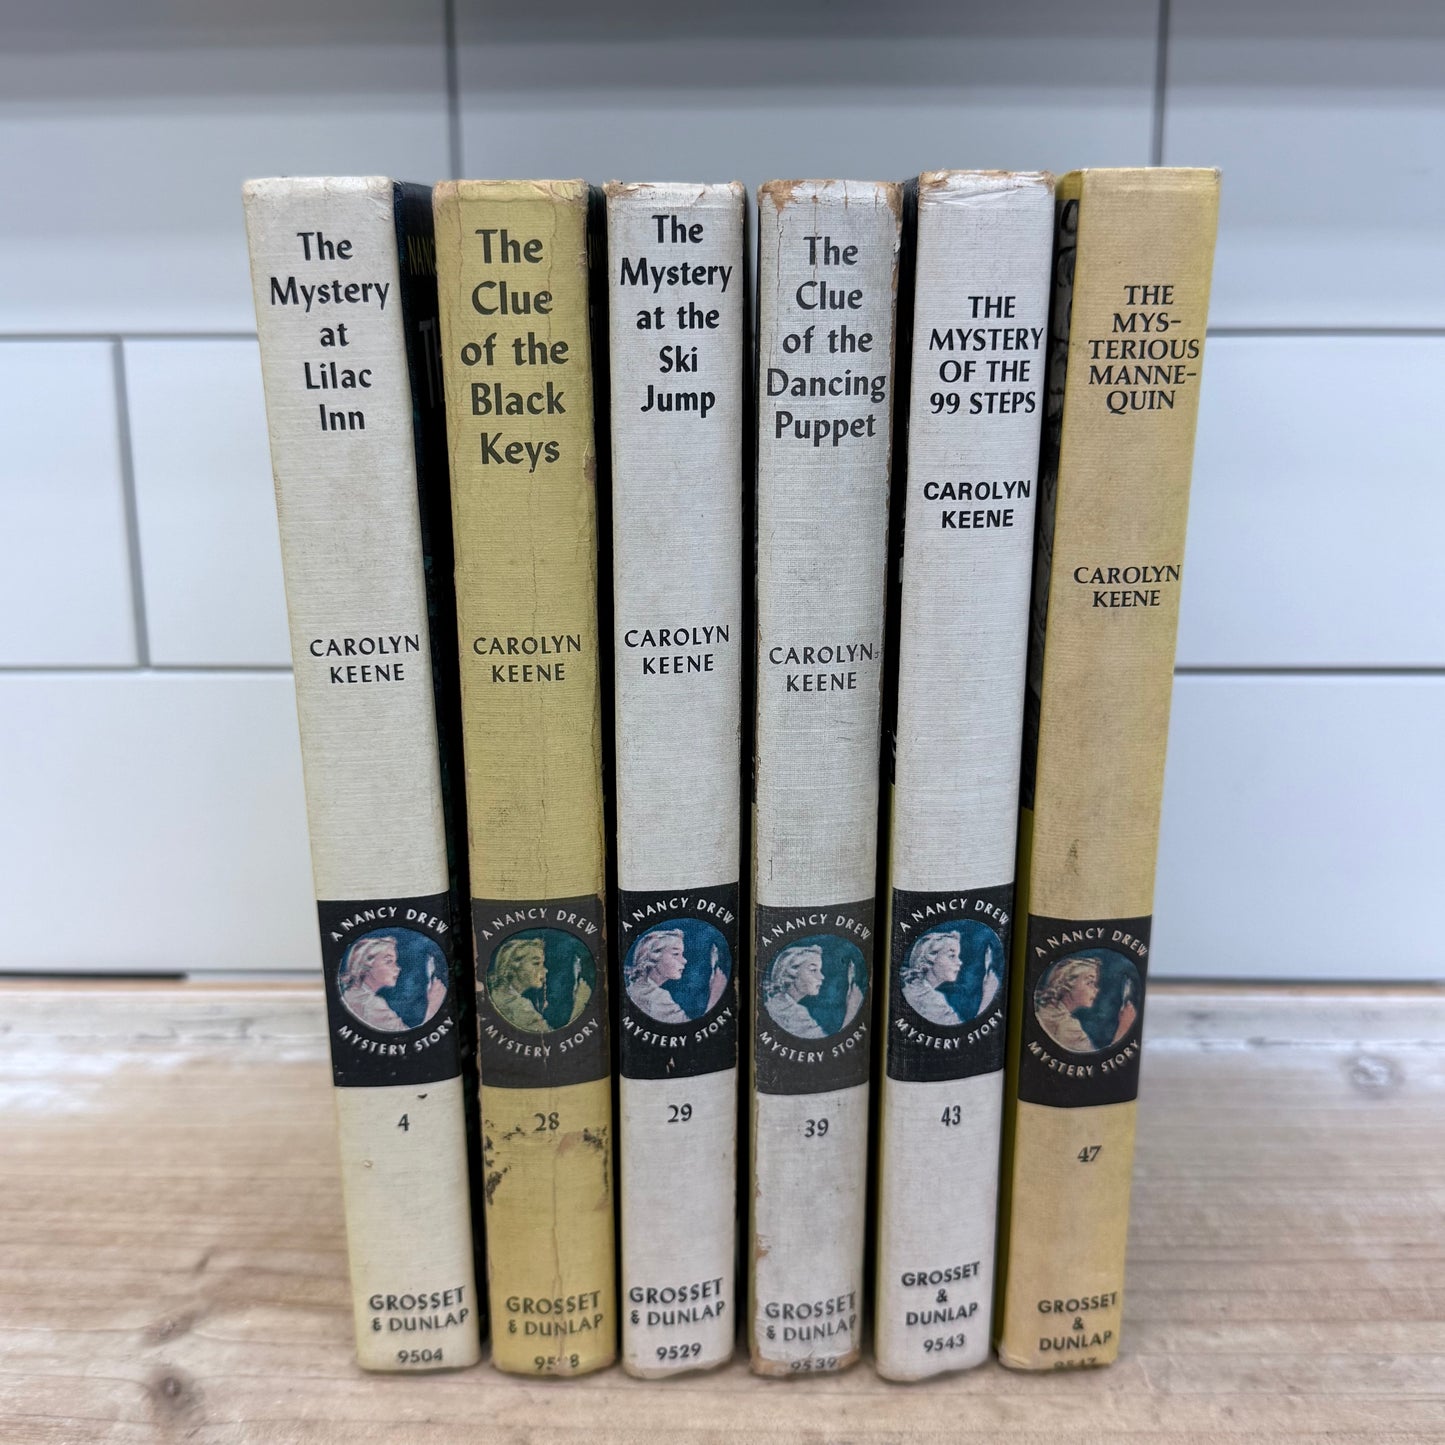 The
Mystery
at
Lilac
Inn
CAROLYN
KEENE
A NANCY DREW
MYSTERY STORY
4
GROSSET
& DUNLAP
9504
The
Clue
of the
Black
Keys
CAROLYN
KEENE
A NANCY DREW
MYSTERY STORY
28
GROSSET
& DUNLAP
The
Mystery
at the
Ski
Jump
CAROLYN
KEENE
A NANCY DREW
MYSTERY STORY
29
GROSSET
& DUNLAP
9529
The
Clue
of the
Dancing
Puppet
CAROLYN
KEENE
A NANCY DREW
MYSTERY STORY
39
GROSSET
& DUNLAP
9539
THE
MYSTERY
OF THE
99 STEPS
CAROLYN
KEENE
A NANCY DREW
MYSTERY STORY
43
GROSSET
&
DUNLAP
9543
THE
MYS-
TERIOUS
MANNE-
QUIN
CAROLYN
KEENE
A NANCY DREW
MYSTERY STORY
47
GROSSET
&
DUNLAP
9547